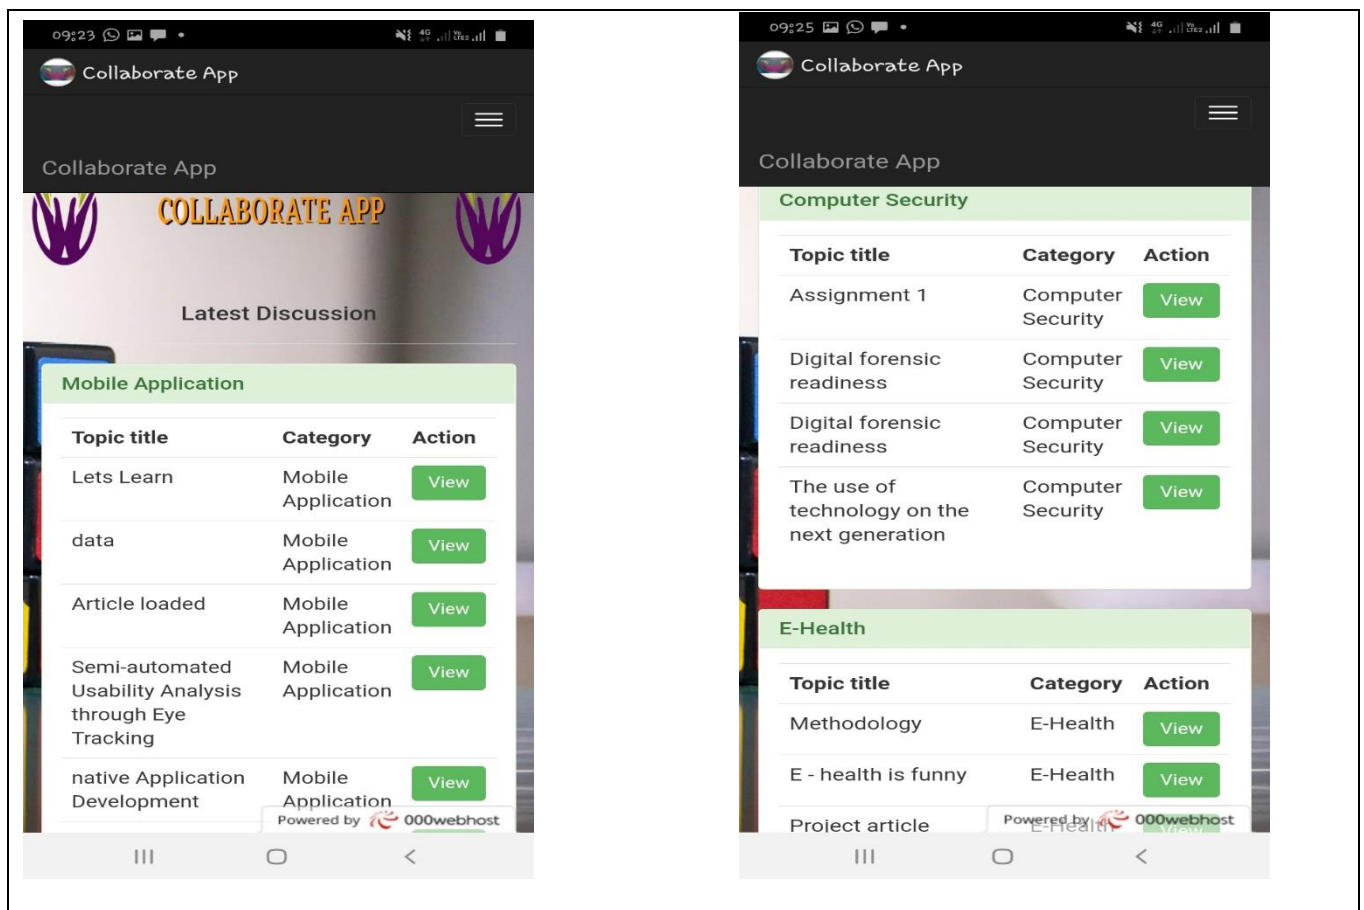 09:23
4G
Collaborate App
Collaborate App
COLLABORATE APP
Latest Discussion
Mobile Application
Topic title Category Action
Lets Learn Mobile Application View
data Mobile Application View
Article loaded Mobile Application View
Semi-automated Usability Analysis through Eye Tracking Mobile Application View
native Application Development Mobile Application View
Powered by 000webhost
09:25
4G
Collaborate App
Collaborate App
Computer Security
Topic title Category Action
Assignment 1 Computer Security View
Digital forensic readiness Computer Security View
Digital forensic readiness Computer Security View
The use of technology on the next generation Computer Security View
E-Health
Topic title Category Action
Methodology E-Health View
E - health is funny E-Health View
Project article E-Health View
Powered by 000webhost